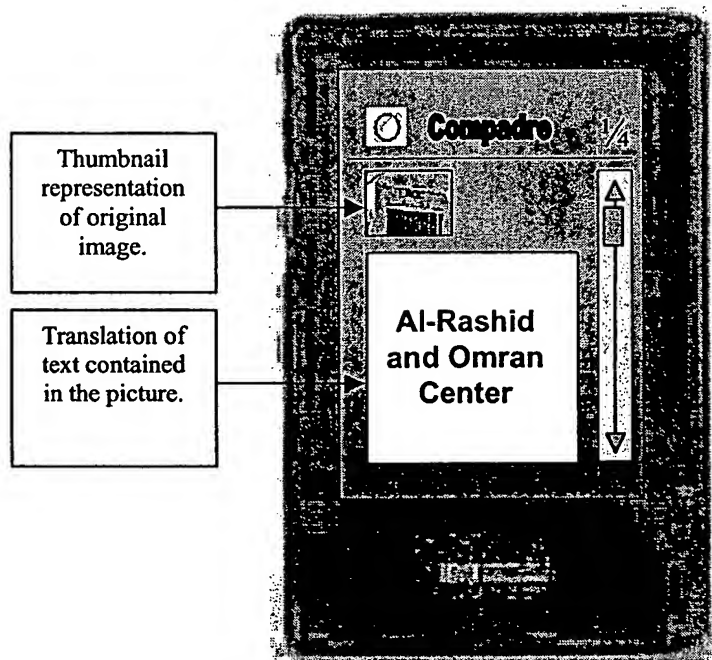 Thumbnail
representation
of original
image.
Translation of
text contained
in the picture.
Compadre 1/4
Al-Rashid
and Omran
Center